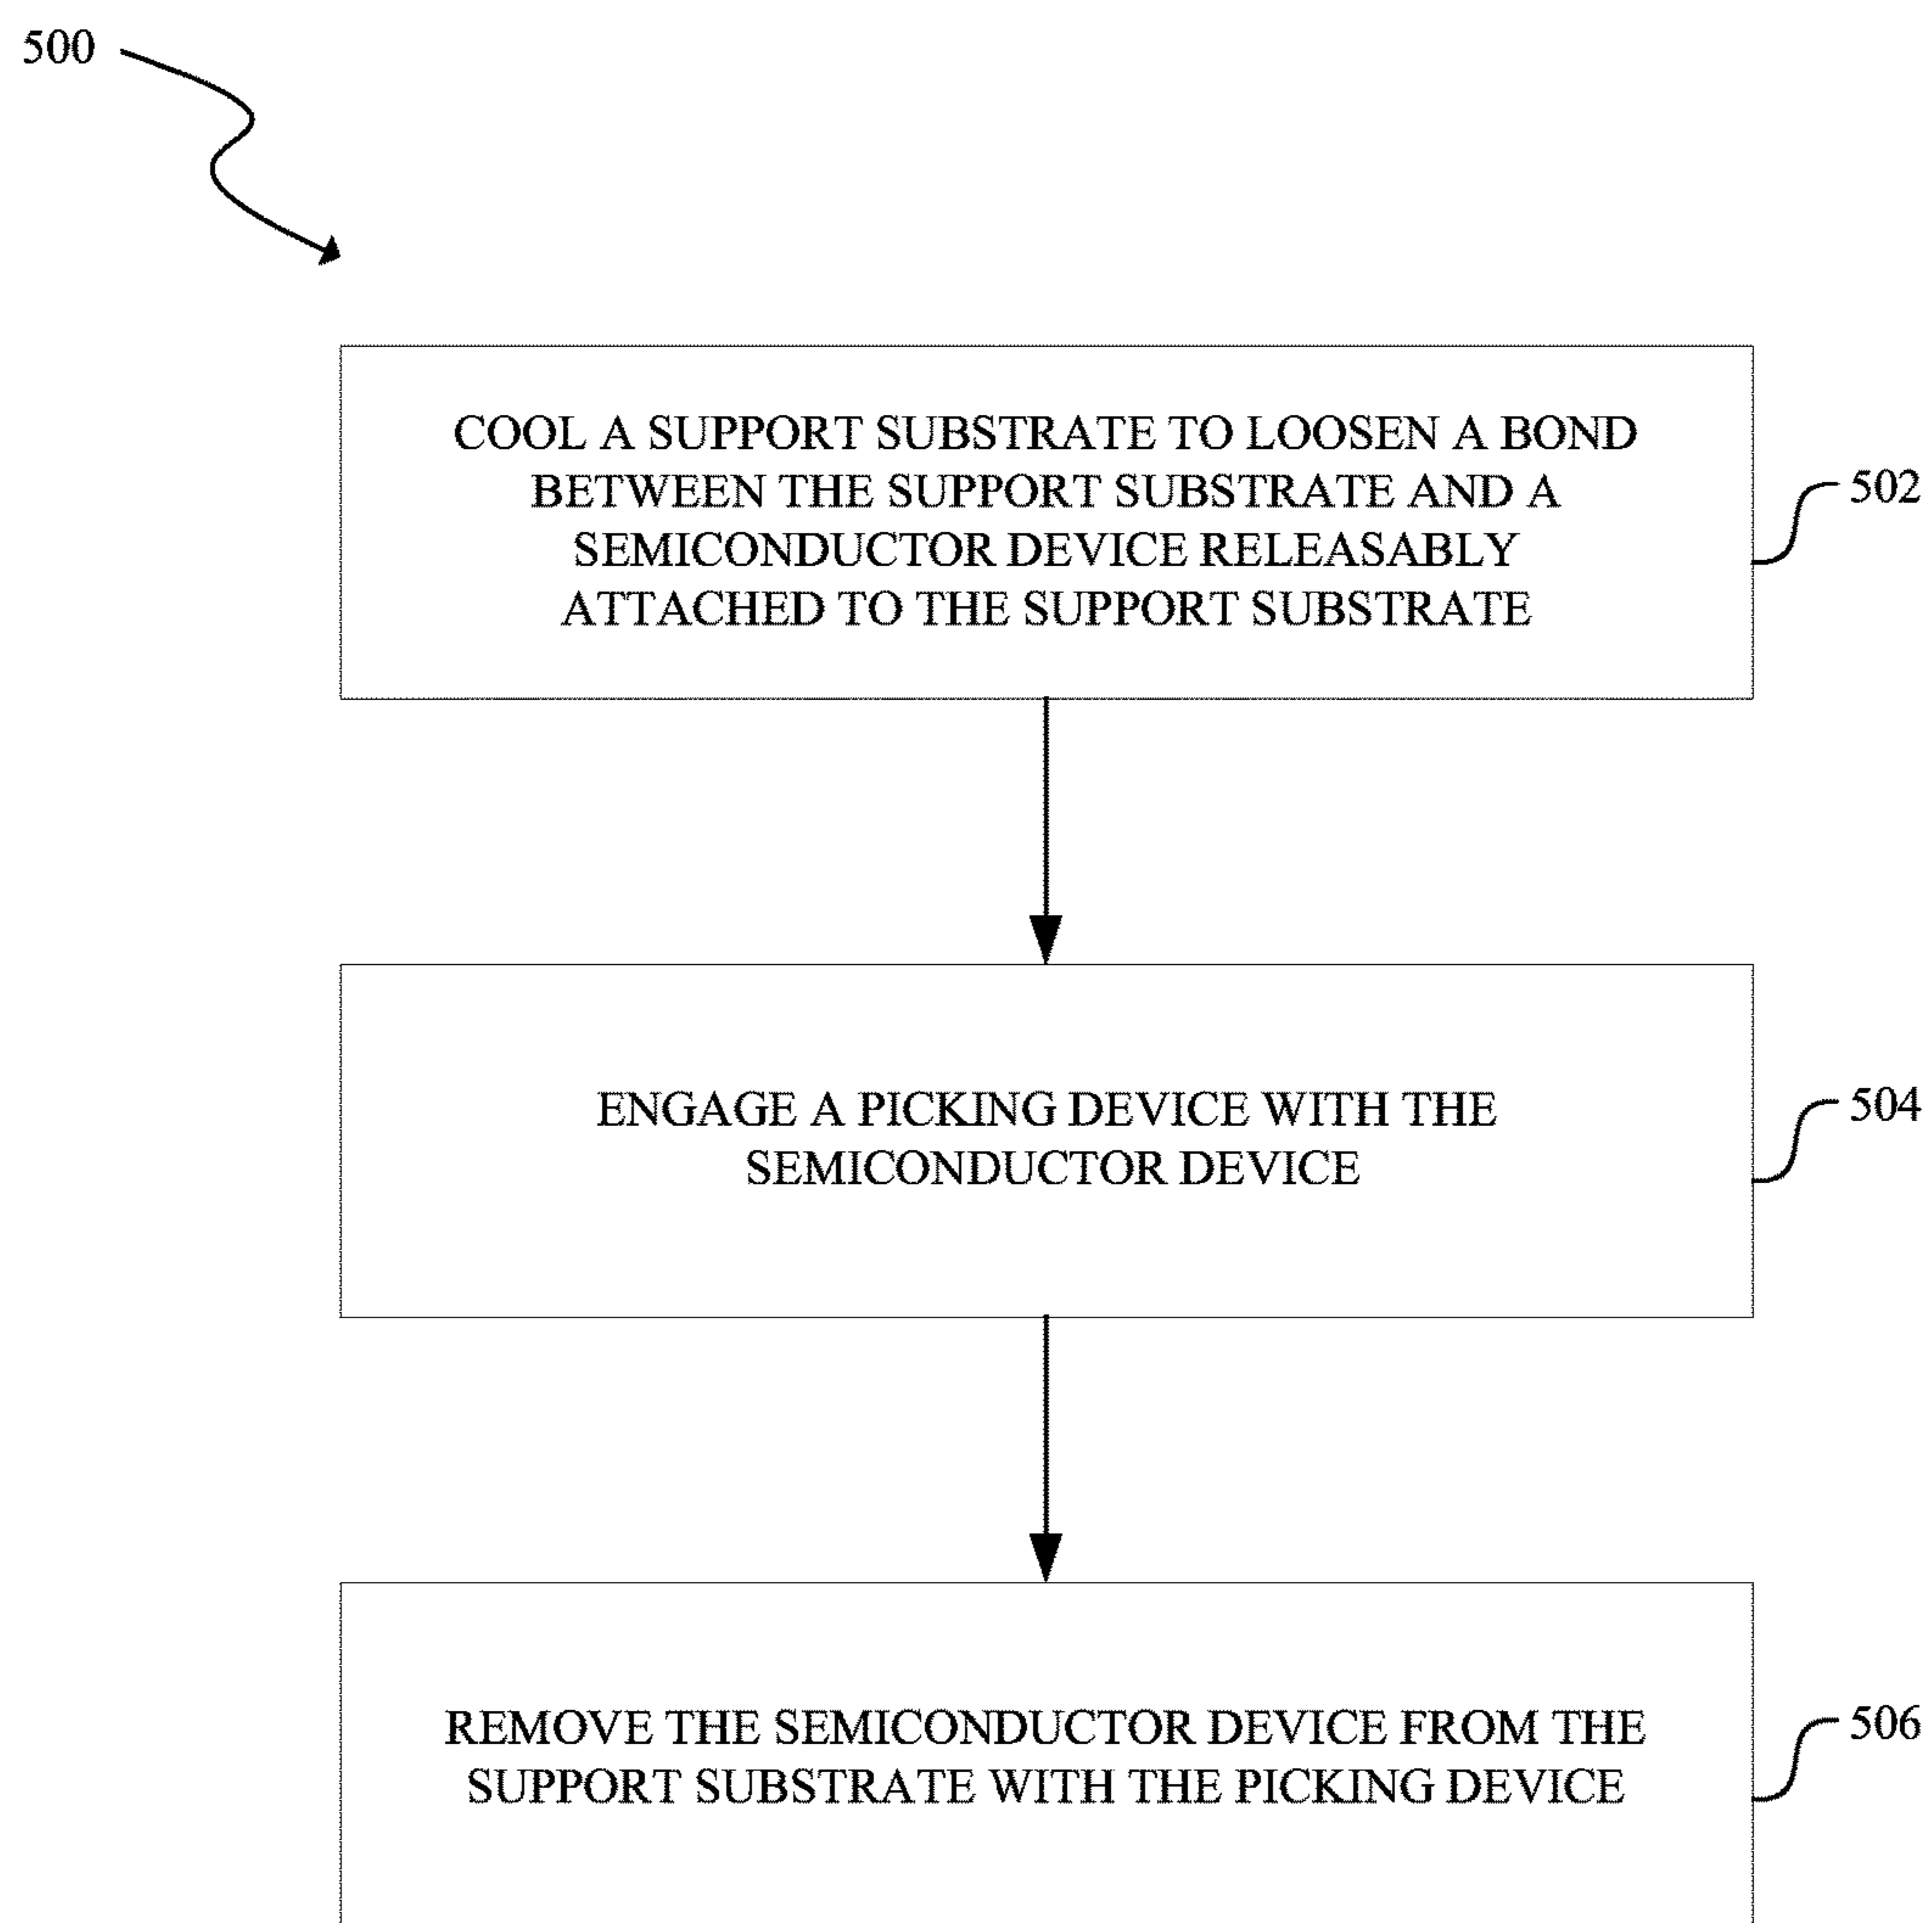 500
COOL A SUPPORT SUBSTRATE TO LOOSEN A BOND
BETWEEN THE SUPPORT SUBSTRATE AND A
SEMICONDUCTOR DEVICE RELEASABLY
ATTACHED TO THE SUPPORT SUBSTRATE
502
ENGAGE A PICKING DEVICE WITH THE
SEMICONDUCTOR DEVICE
504
REMOVE THE SEMICONDUCTOR DEVICE FROM THE
SUPPORT SUBSTRATE WITH THE PICKING DEVICE
506